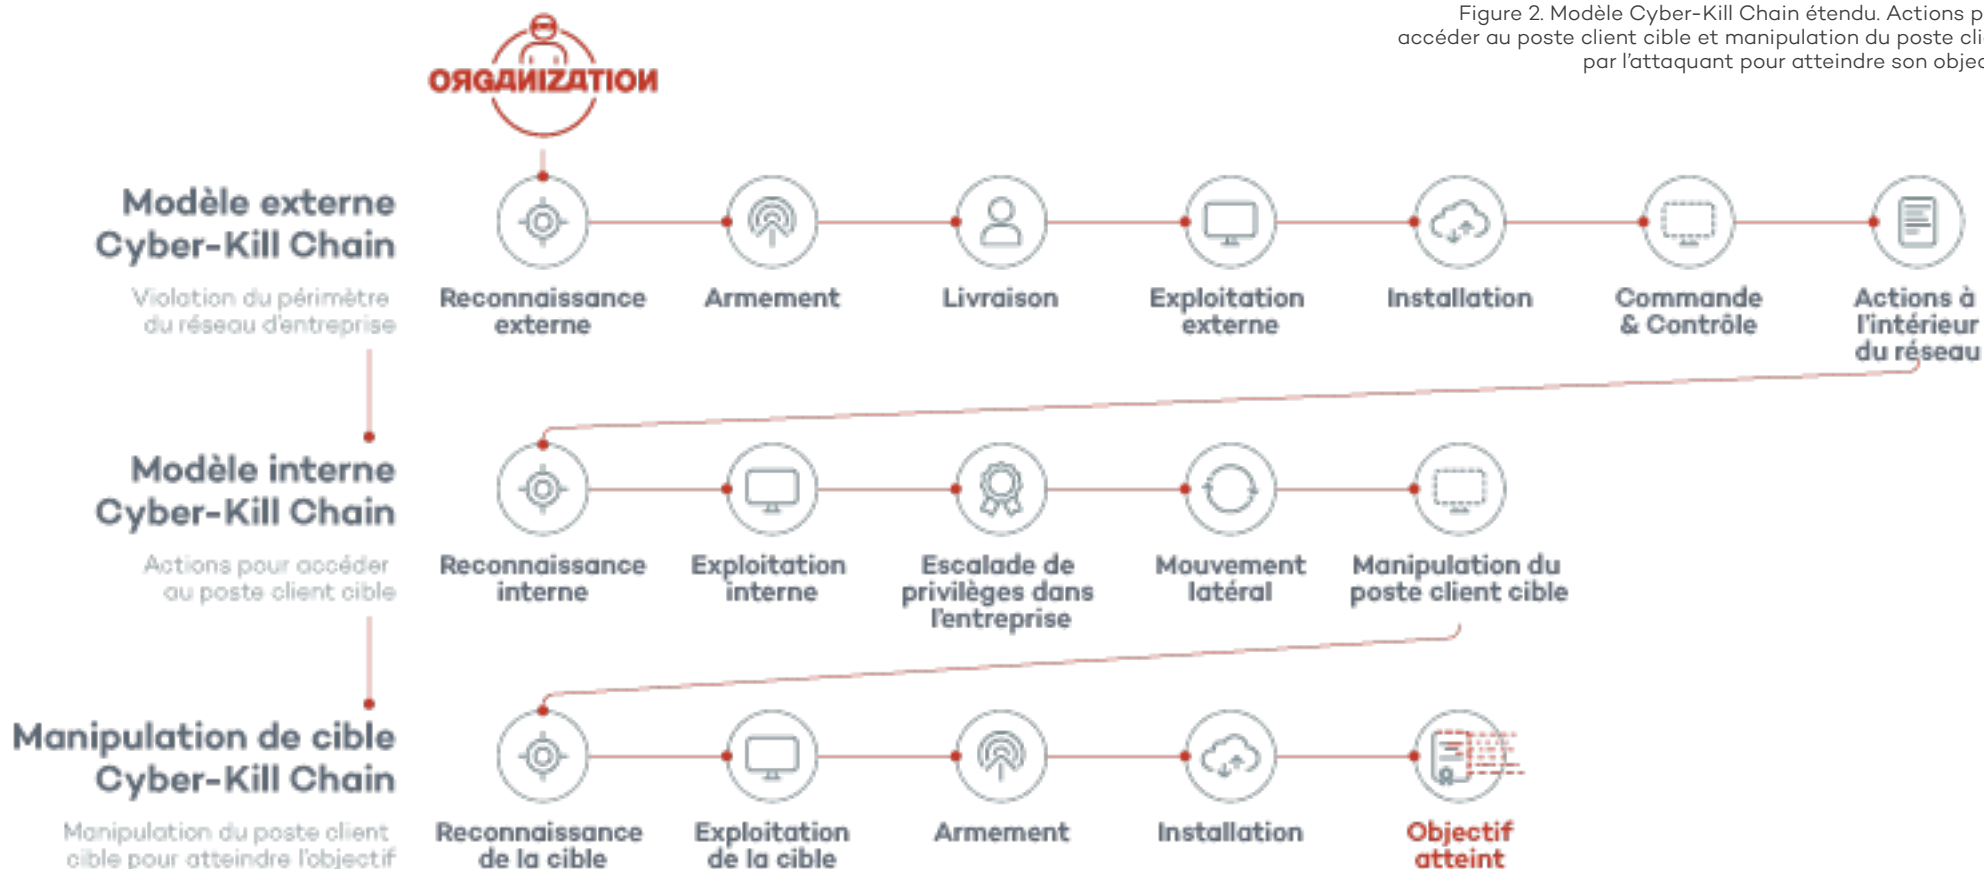 Figure 2. Modèle Cyber-Kill Chain étendu. Actions p
accéder au poste client cible et manipulation du poste cli
par l'attaquant pour atteindre son objec
OЯGAИIZATIOИ
Modèle externe
Cyber-Kill Chain
Violation du périmètre
du réseau d'entreprise
Reconnaissance
externe
Armement
Livraison
Exploitation
externe
Installation
Commande
& Contrôle
Actions à
l'intérieur
du réseau
Modèle interne
Cyber-Kill Chain
Actions pour accéder
au poste client cible
Reconnaissance
interne
Exploitation
interne
Escalade de
privilèges dans
l'entreprise
Mouvement
latéral
Manipulation du
poste client cible
Manipulation de cible
Cyber-Kill Chain
Manipulation du poste client
cible pour atteindre l'objectif
Reconnaissance
de la cible
Exploitation
de la cible
Armement
Installation
Objectif
atteint